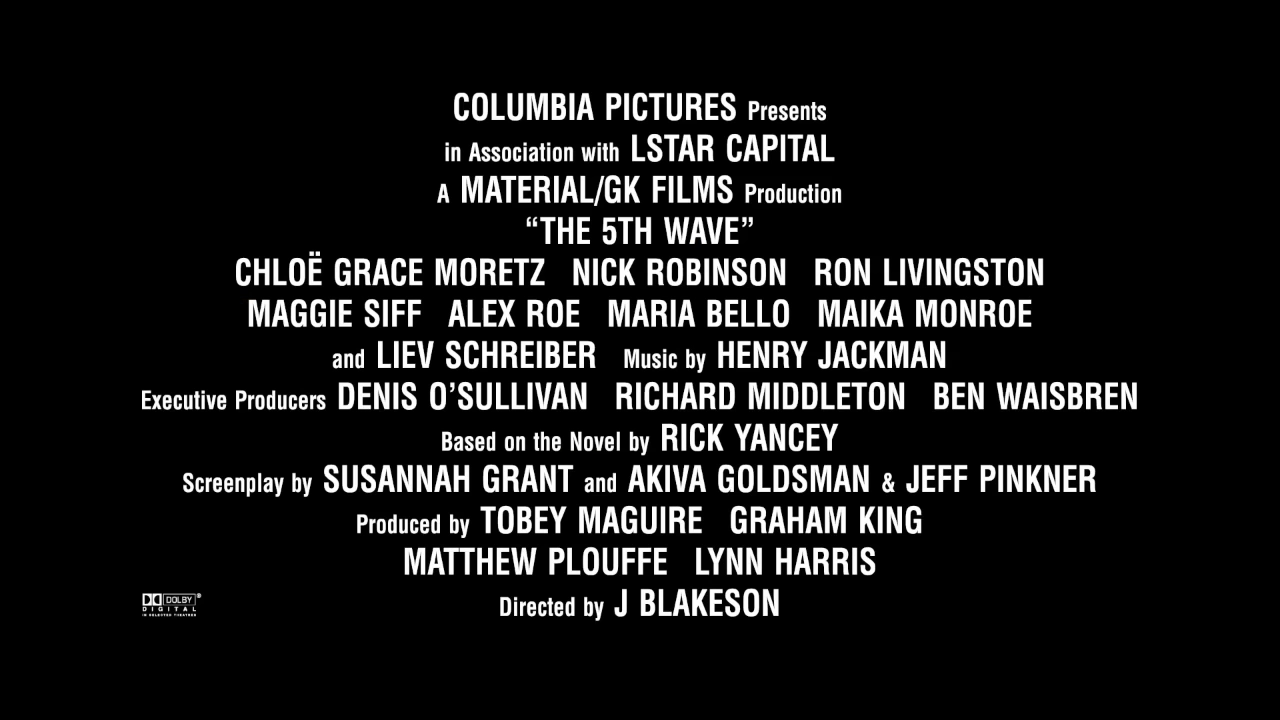 COLUMBIA PICTURES Presents
in Association with LSTAR CAPITAL
A MATERIAL/GK FILMS Production
“THE 5TH WAVE”
CHLOË GRACE MORETZ NICK ROBINSON RON LIVINGSTON
MAGGIE SIFF ALEX ROE MARIA BELLO MAIKA MONROE
and LIEV SCHREIBER Music by HENRY JACKMAN
Executive Producers DENIS O’SULLIVAN RICHARD MIDDLETON BEN WAISBREN
Based on the Novel by RICK YANCEY
Screenplay by SUSANNAH GRANT and AKIVA GOLDSMAN & JEFF PINKNER
Produced by TOBEY MAGUIRE GRAHAM KING
MATTHEW PLOUFFE LYNN HARRIS
Directed by J BLAKESON
DOLBY®
DIGITAL
IN SELECTED THEATRES